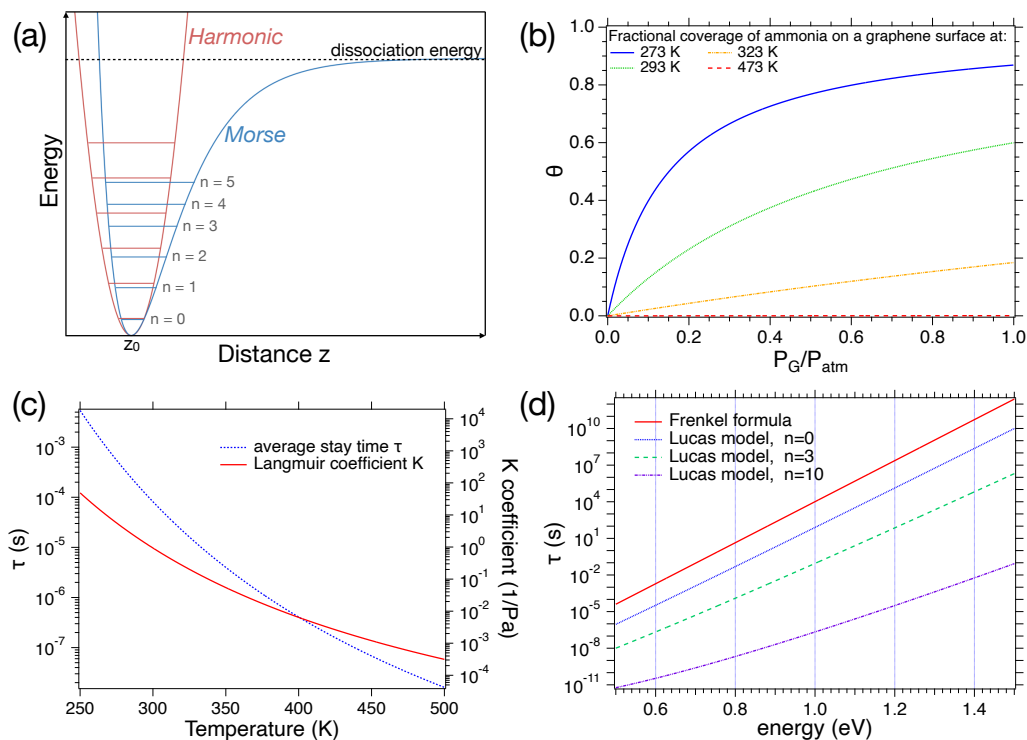 (a)
Harmonic
dissociation energy
Morse
Energy
n = 5
n = 4
n = 3
n = 2
n = 1
n = 0
z0
Distance z
(b)
Fractional coverage of ammonia on a graphene surface at:
273 K 323 K
293 K 473 K
1.0
0.8
0.6
0.4
0.2
0.0
θ
0.0 0.2 0.4 0.6 0.8 1.0
PG/Patm
(c)
average stay time τ
Langmuir coefficient K
10-3
10-4
10-5
10-6
10-7
τ (s)
104
103
102
101
100
10-1
10-2
10-3
10-4
K coefficient (1/Pa)
250 300 350 400 450 500
Temperature (K)
(d)
Frenkel formula
Lucas model, n=0
Lucas model, n=3
Lucas model, n=10
1010
107
104
101
10-2
10-5
10-8
10-11
τ (s)
0.6 0.8 1.0 1.2 1.4
energy (eV)